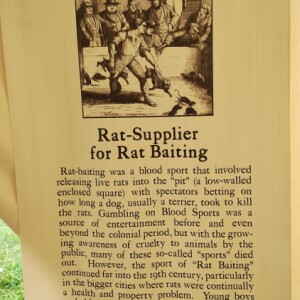 Rat-Supplier
for Rat Baiting
Rat-baiting was a blood sport that involved
releasing live rats into the "pit" (a low-walled
enclosed square) with spectators betting on
how long a dog, usually a terrier, took to kill
the rats. Gambling on Blood Sports was a
source of entertainment before and even
beyond the colonial period, but with the grow-
ing awareness of cruelty to animals by the
public, many of these so-called "sports" died
out. However, the sport of "Rat Baiting"
continued far into the 19th century, particularly
in the bigger cities where rats were continually
a health and property problem. Young boys